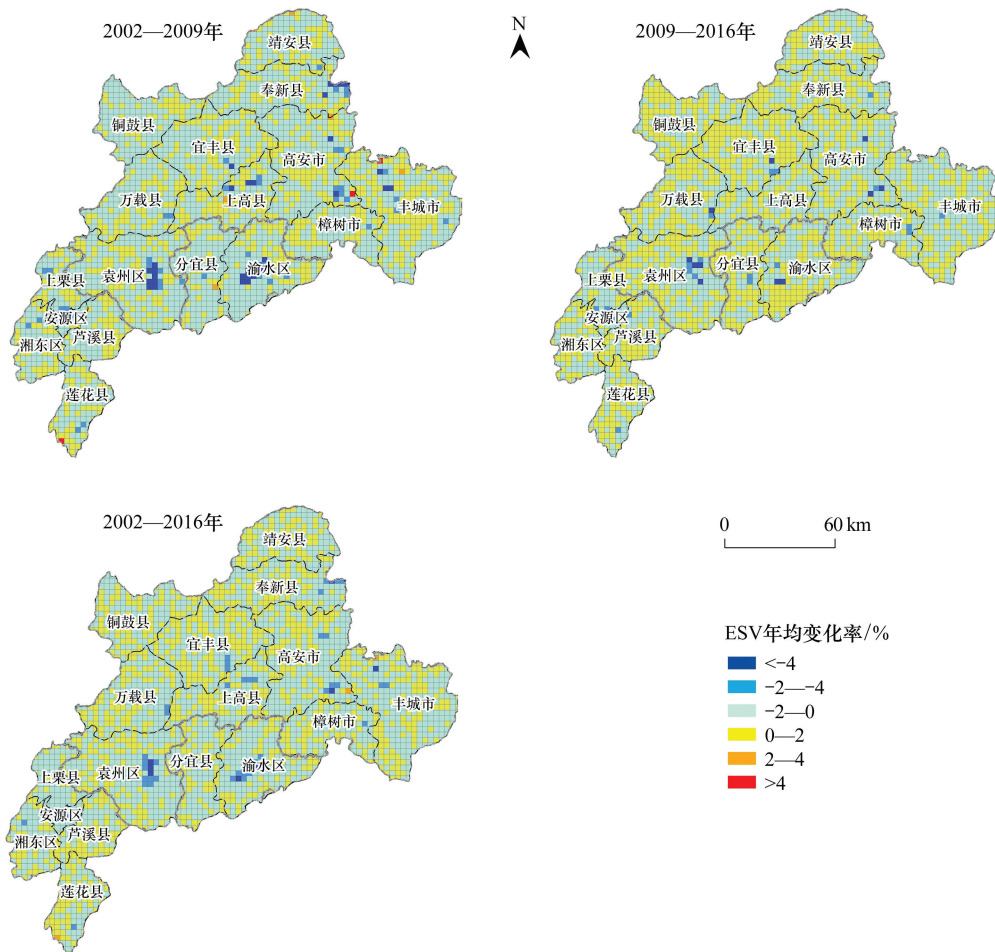 2002—2009年
靖安县
奉新县
铜鼓县
宜丰县
高安市
万载县
上高县
丰城市
樟树市
分宜县
渝水区
上栗县
袁州区
安源区
芦溪县
湘东区
莲花县
N
2009—2016年
靖安县
奉新县
铜鼓县
宜丰县
高安市
万载县
上高县
丰城市
樟树市
分宜县
渝水区
上栗县
袁州区
安源区
芦溪县
湘东区
莲花县
2002—2016年
靖安县
奉新县
铜鼓县
宜丰县
高安市
万载县
上高县
丰城市
樟树市
分宜县
渝水区
上栗县
袁州区
安源区
芦溪县
湘东区
莲花县
0 60 km
ESV年均变化率/%
<-4
-2—-4
-2—0
0—2
2—4
>4